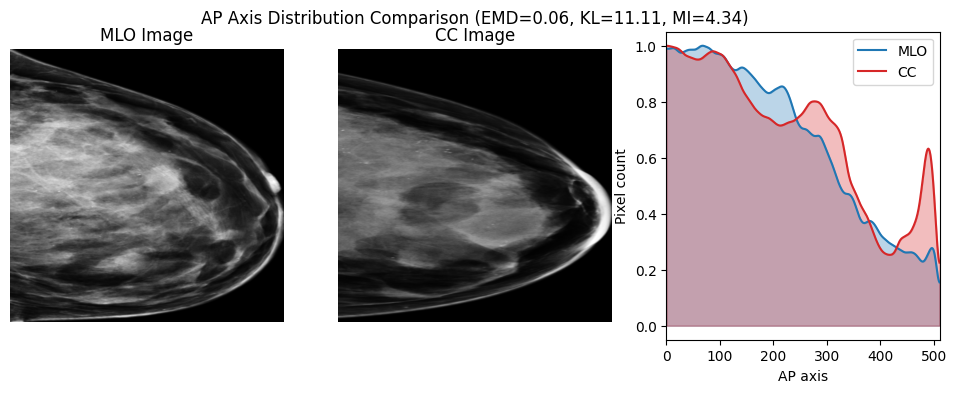 AP Axis Distribution Comparison (EMD=0.06, KL=11.11, MI=4.34)
MLO Image
CC Image
MLO
CC
1.0
0.8
0.6
0.4
0.2
0.0
Pixel count
0 100 200 300 400 500
AP axis